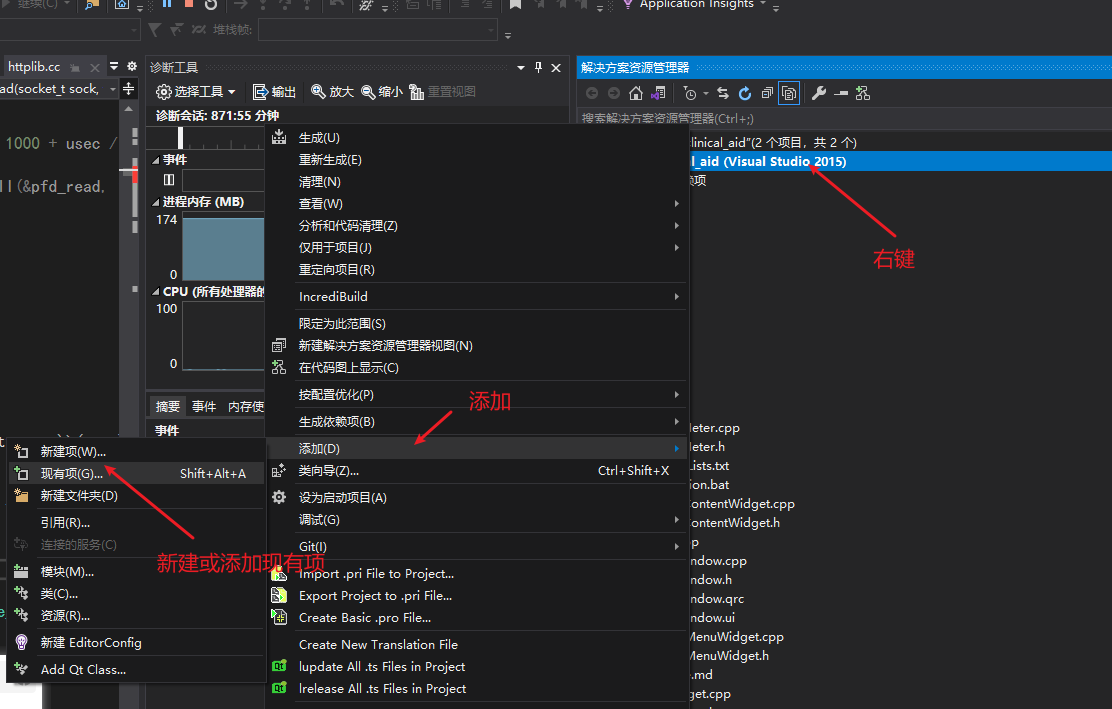 继续(C)
Application Insights
堆栈帧:
httplib.cc
诊断工具
解决方案资源管理器
ad(socket_t sock,
选择工具
输出
放大
缩小
重置视图
诊断会话: 871:55 分钟
搜索解决方案资源管理器(Ctrl+;)
1000 + usec /
事件
ll(&pfd_read,
进程内存 (MB)
174
0
CPU (所有处理器的
100
0
摘要
事件
内存使
事件
生成(U)
重新生成(E)
清理(N)
查看(W)
分析和代码清理(Z)
仅用于项目(J)
重定向项目(R)
IncrediBuild
限定为此范围(S)
新建解决方案资源管理器视图(N)
在代码图上显示(C)
按配置优化(P)
生成依赖项(B)
添加(D)
类向导(Z)...
Ctrl+Shift+X
设为启动项目(A)
调试(G)
Git(I)
Import .pri File to Project...
Export Project to .pri File...
Create Basic .pro File...
Create New Translation File
lupdate All .ts Files in Project
lrelease All .ts Files in Project
新建项(W)...
现有项(G)...
Shift+Alt+A
新建文件夹(D)
引用(R)...
连接的服务(C)
模块(M)...
类(C)...
资源(R)...
新建 EditorConfig
Add Qt Class...
linical_aid"(2 个项目，共 2 个)
l_aid (Visual Studio 2015)
赖项
eter.cpp
eter.h
ists.txt
ion.bat
ontentWidget.cpp
ontentWidget.h
pp
ndow.cpp
ndow.h
ndow.qrc
ndow.ui
MenuWidget.cpp
MenuWidget.h
e.md
get.cpp
右键
添加
新建或添加现有项